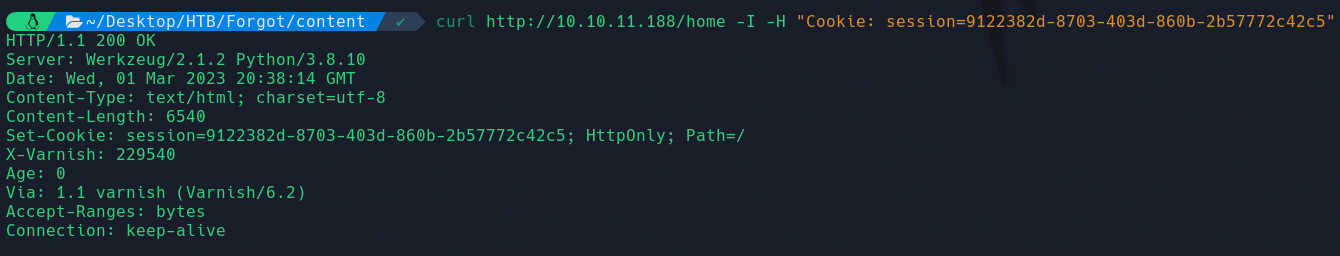 ~/Desktop/HTB/Forgot/content ✔ curl http://10.10.11.188/home -I -H "Cookie: session=9122382d-8703-403d-860b-2b57772c42c5"
HTTP/1.1 200 OK
Server: Werkzeug/2.1.2 Python/3.8.10
Date: Wed, 01 Mar 2023 20:38:14 GMT
Content-Type: text/html; charset=utf-8
Content-Length: 6540
Set-Cookie: session=9122382d-8703-403d-860b-2b57772c42c5; HttpOnly; Path=/
X-Varnish: 229540
Age: 0
Via: 1.1 varnish (Varnish/6.2)
Accept-Ranges: bytes
Connection: keep-alive